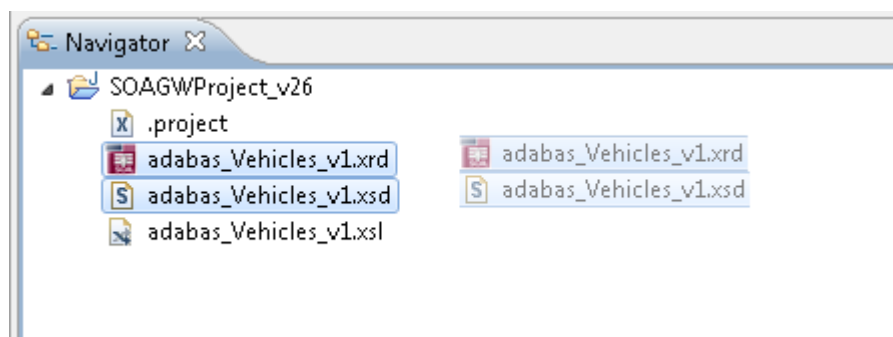 Navigator
SOAGWProject_v26
.project
adabas_Vehicles_v1.xrd
adabas_Vehicles_v1.xsd
adabas_Vehicles_v1.xsl
adabas_Vehicles_v1.xrd
adabas_Vehicles_v1.xsd